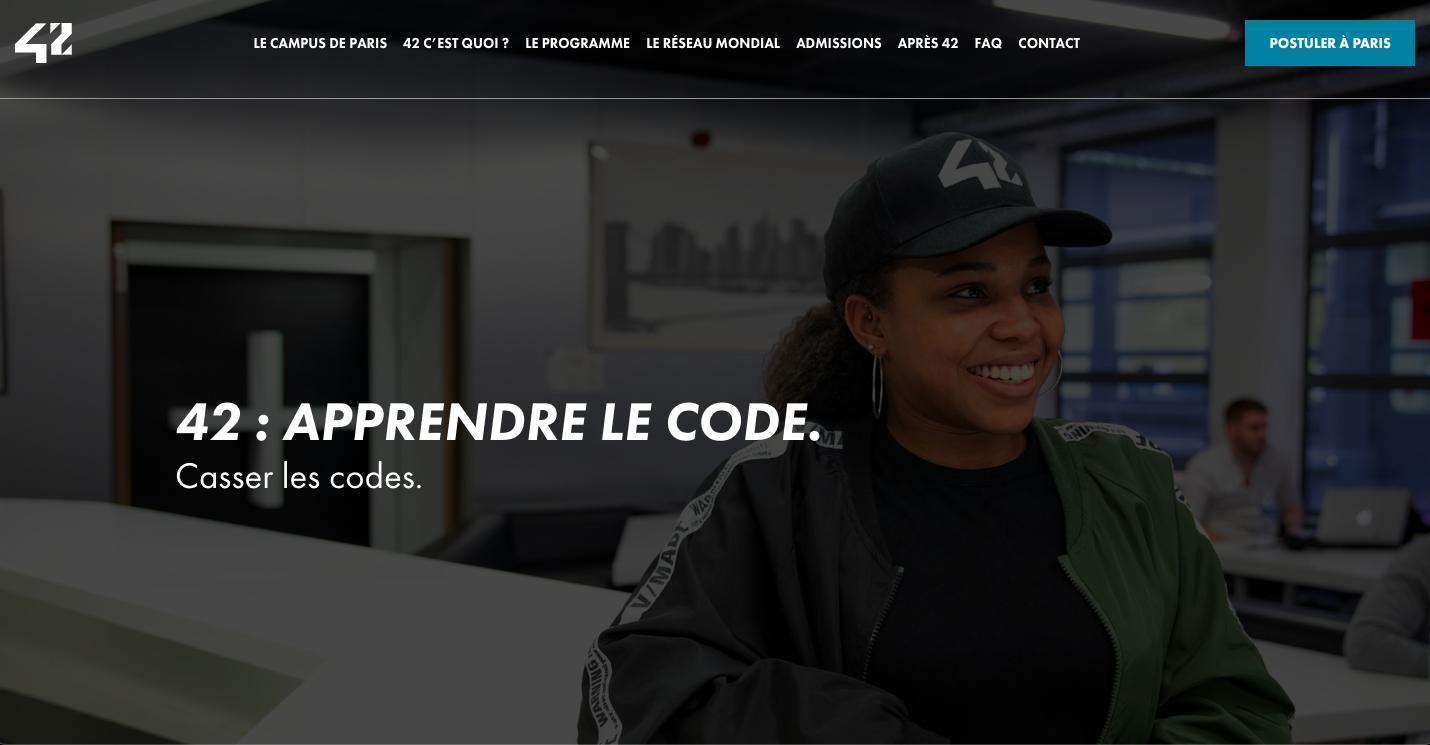 42
LE CAMPUS DE PARIS 42 C'EST QUOI ? LE PROGRAMME LE RÉSEAU MONDIAL ADMISSIONS APRÈS 42 FAQ CONTACT
POSTULER À PARIS
42
42 : APPRENDRE LE CODE.
Casser les codes.